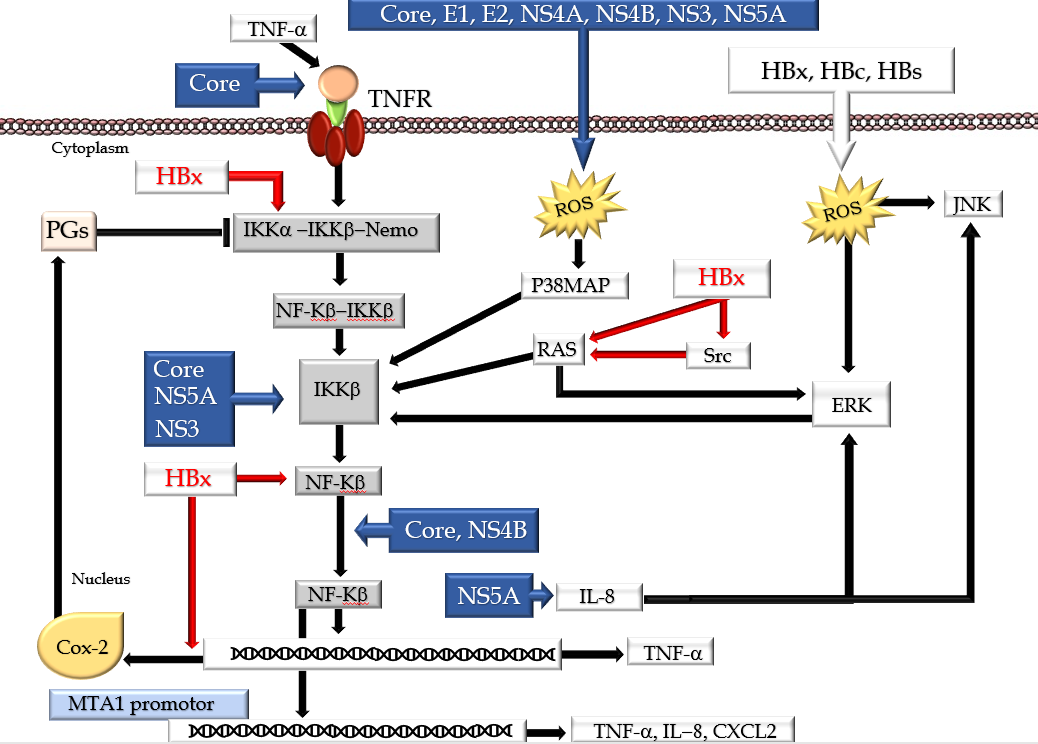 Core, E1, E2, NS4A, NS4B, NS3, NS5A
TNF-α
Core
TNFR
HBx, HBc, HBs
Cytoplasm
HBx
PGs
IKKα –IKKβ–Nemo
ROS
ROS
JNK
NF-Kβ–IKKβ
P38MAP
HBx
RAS
Src
Core
NS5A
NS3
IKKβ
ERK
HBx
NF-Kβ
Core, NS4B
Nucleus
NF-Kβ
NS5A
IL-8
Cox-2
TNF-α
MTA1 promotor
TNF-α, IL–8, CXCL2